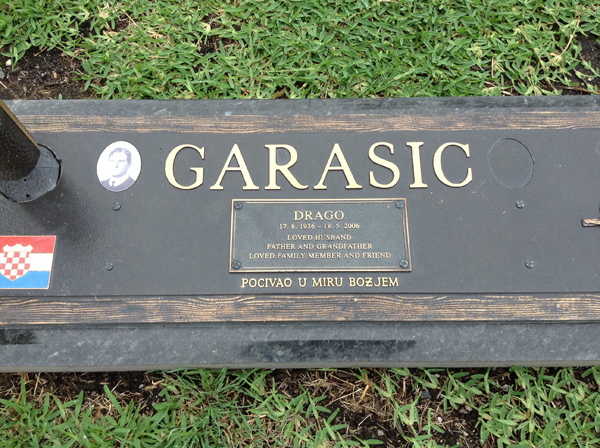 GARASIC
DRAGO
17. 6. 1936 - 18. 5. 2006
LOVED HUSBAND
FATHER AND GRANDFATHER
LOVED FAMILY MEMBER AND FRIEND
POCIVAO U MIRU BOŽJEM